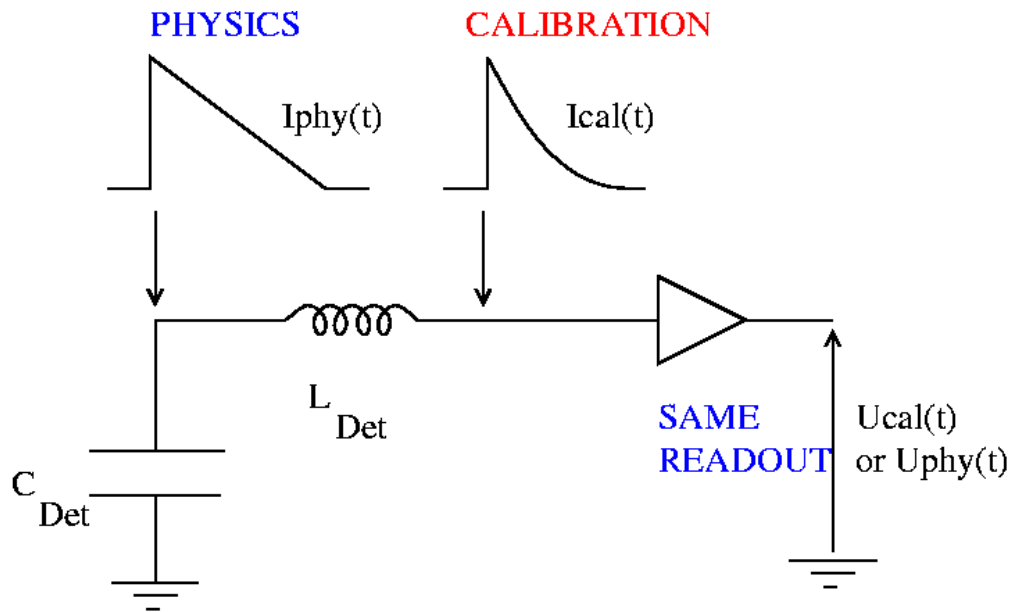 PHYSICS
CALIBRATION
Iphy(t)
Ical(t)
L Det
SAME
READOUT
Ucal(t)
or Uphy(t)
C Det